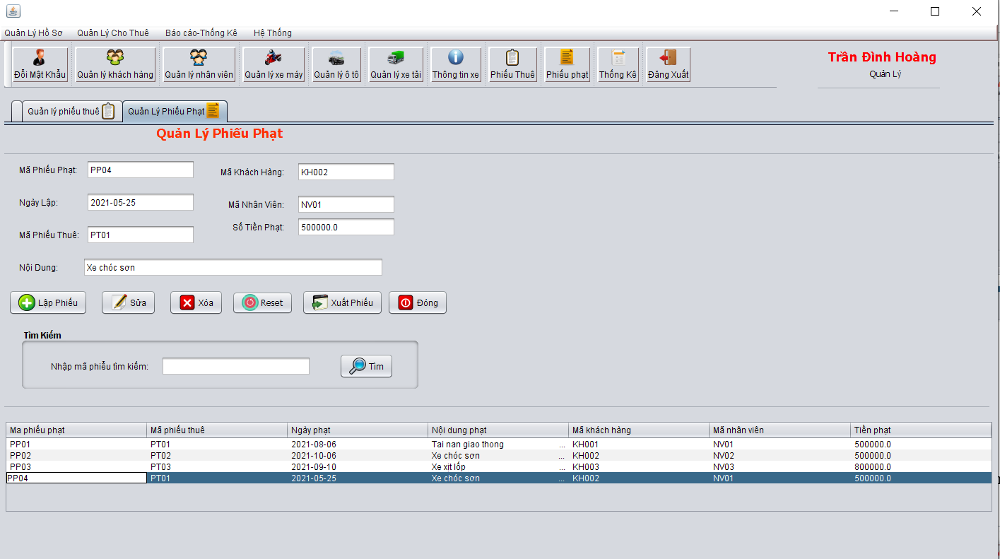 Quản Lý Hồ Sơ Quản Lý Cho Thuê Báo cáo-Thống Kê Hệ Thống
Đổi Mật Khẩu Quản lý khách hàng Quản lý nhân viên Quản lý xe máy Quản lý ô tô Quản lý xe tải Thông tin xe Phiếu Thuê Phiếu phạt Thống Kê Đăng Xuất
Trần Đình Hoàng
Quản Lý
Quản lý phiếu thuê Quản Lý Phiếu Phạt
Quản Lý Phiếu Phạt
Mã Phiếu Phạt: PP04 Mã Khách Hàng: KH002
Ngày Lập: 2021-05-25 Mã Nhân Viên: NV01
Số Tiền Phạt: 500000.0
Mã Phiếu Thuê: PT01
Nội Dung: Xe chóc sơn
Lập Phiếu Sửa Xóa Reset Xuất Phiếu Đóng
Tìm Kiếm
Nhập mã phiếu tìm kiếm: Tìm
Ma phiếu phạt Mã phiếu thuê Ngày phạt Nội dung phạt Mã khách hàng Mã nhân viên Tiền phạt
PP01 PT01 2021-08-06 Tai nan giao thong ... KH001 NV01 500000.0
PP02 PT02 2021-10-06 Xe chóc sơn ... KH002 NV02 500000.0
PP03 PT03 2021-09-10 Xe xịt lốp ... KH003 NV03 800000.0
PP04 PT01 2021-05-25 Xe chóc sơn ... KH002 NV01 500000.0